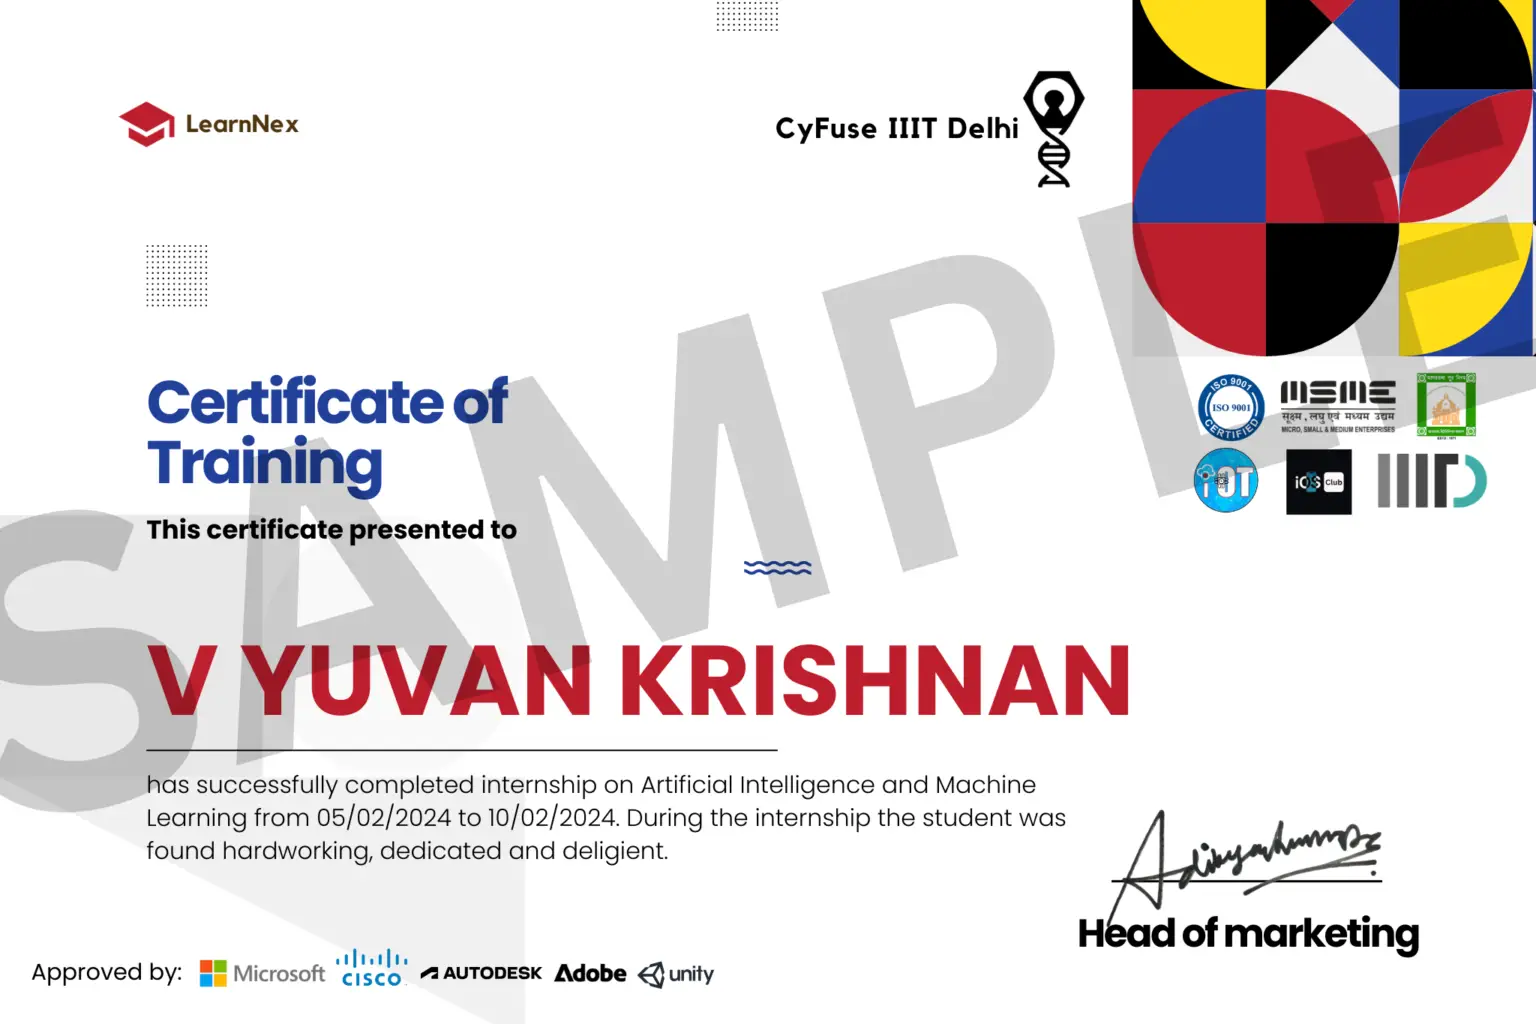 LearnNex
CyFuse IIIT Delhi
SAMPLE
Certificate of
Training
This certificate presented to
ISO 9001
ISO 9001
CERTIFIED
MSME
सूक्ष्म, लघु एवं मध्यम उद्यम
MICRO, SMALL & MEDIUM ENTERPRISES
iOT
iOS Club
IIITD
V YUVAN KRISHNAN
has successfully completed internship on Artificial Intelligence and Machine
Learning from 05/02/2024 to 10/02/2024. During the internship the student was
found hardworking, dedicated and deligient.
Head of marketing
Approved by: Microsoft CISCO AUTODESK Adobe unity